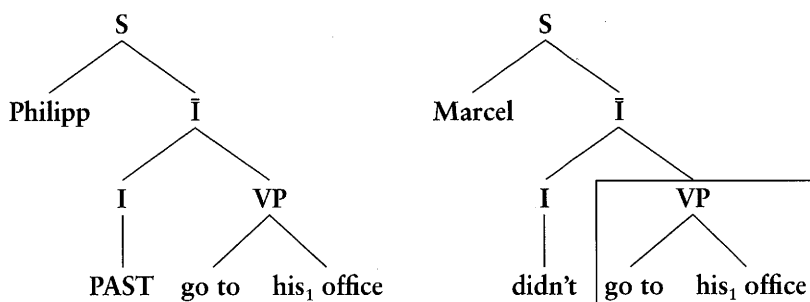 S S
Philipp Ī Marcel Ī
I VP I VP
PAST go to his₁ office didn't go to his₁ office